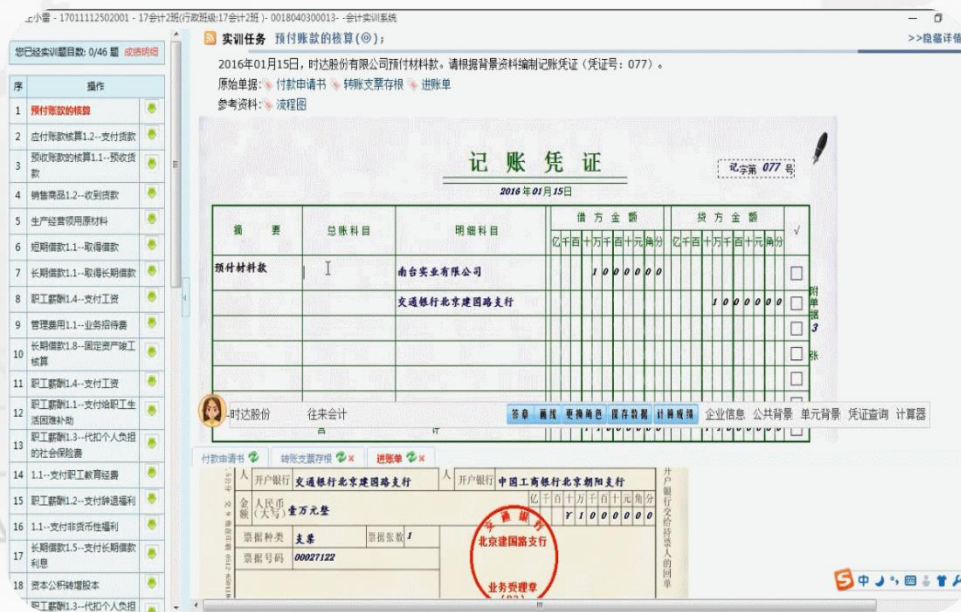 上小雷 - 17011112502001 - 17会计2班(行政班级:17会计2班 )- 0018040300013- -会计实训系统
您已经实训题目数: 0/46 题 成绩明细
序 操作
1 预付账款的核算
2 应付账款核算1.2--支付货款
3 预收账款的核算1.1--预收货款
4 销售商品1.2--收到货款
5 生产经营领用原材料
6 短期借款1.1--取得借款
7 长期借款1.1--取得长期借款
8 职工薪酬1.4--支付工资
9 管理费用1.1--业务招待费
10 长期借款1.8--固定资产竣工核算
11 职工薪酬1.4--支付工资
12 职工薪酬1.1--支付给职工生活困难补助
13 职工薪酬1.3--代扣个人负担的社会保险费
14 1.1--支付职工教育经费
15 职工薪酬1.2--支付辞退福利
16 1.1--支付非货币性福利
17 长期借款1.5--支付长期借款利息
18 资本公积转增股本
职工薪酬1.3--代扣个人负担
实训任务 预付账款的核算(◎);
>>隐藏详情
2016年01月15日，时达股份有限公司预付材料款。请根据背景资料编制记账凭证（凭证号：077）。
原始单据: 付款申请书 转账支票存根 进账单
参考资料: 流程图
记账凭证
记字第 077 号
2016 年 01 月 15 日
摘要 总账科目 明细科目 借方金额 贷方金额 √
亿千百十万千百十元角分 亿千百十万千百十元角分
预付材料款 南台实业有限公司 1000000
交通银行北京建国路支行 1000000
附单据 3 张
时达股份 往来会计 签章 画线 更换角色 保存数据 计算成绩 企业信息 公共背景 单元背景 凭证查询 计算器
付款申请书 转账支票存根 进账单
人 开户银行 交通银行北京建国路支行 人 开户银行 中国工商银行北京朝阳支行
金额 人民币(大写) 壹万元整 亿千百十万千百十元角分
¥1000000
票据种类 支票 票据张数 1
票据号码 00027122
交通银行
北京建国路支行
业务受理章
开户银行交给持票人的回单
中